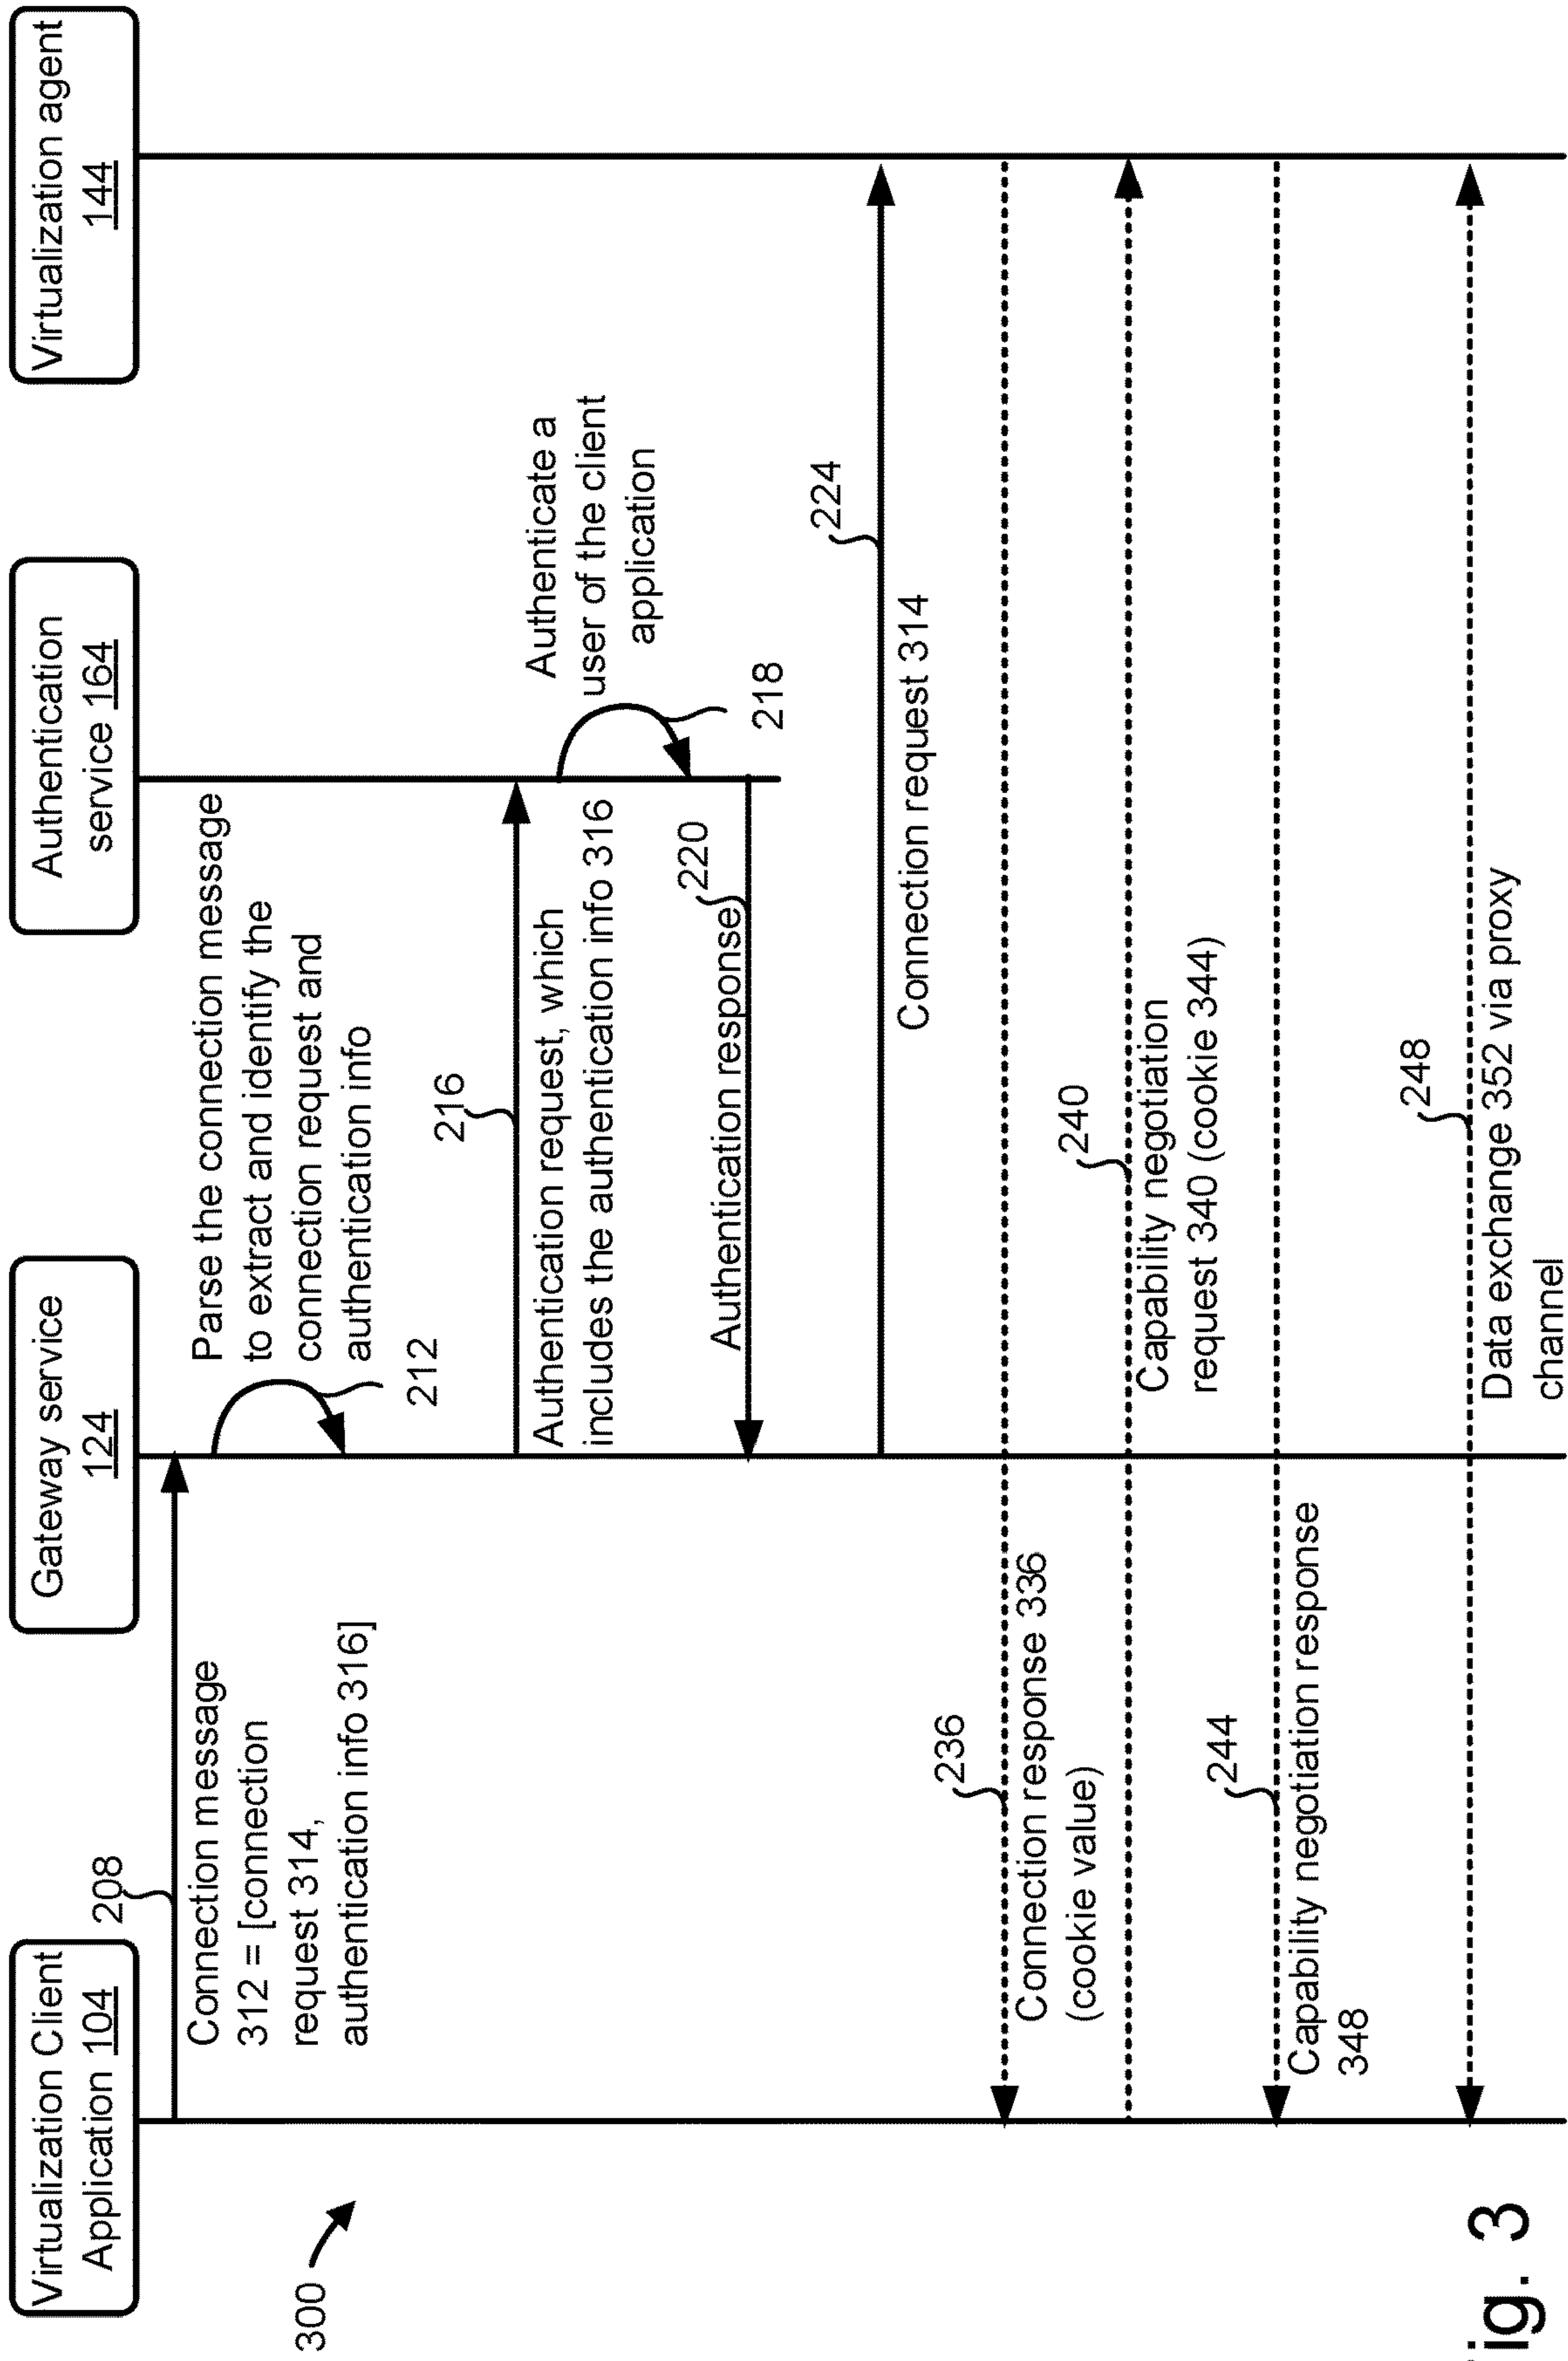 Virtualization Client
Application 104
Gateway service
124
Authentication
service 164
Virtualization agent
144
300
208
Connection message
312 = [connection
request 314,
authentication info 316]
Parse the connection message
to extract and identify the
connection request and
authentication info
212
216
Authentication request, which
includes the authentication info 316
Authenticate a
user of the client
application
218
220
Authentication response
224
Connection request 314
236
Connection response 336
(cookie value)
240
Capability negotiation
request 340 (cookie 344)
244
Capability negotiation response
348
248
Data exchange 352 via proxy
channel
ig. 3